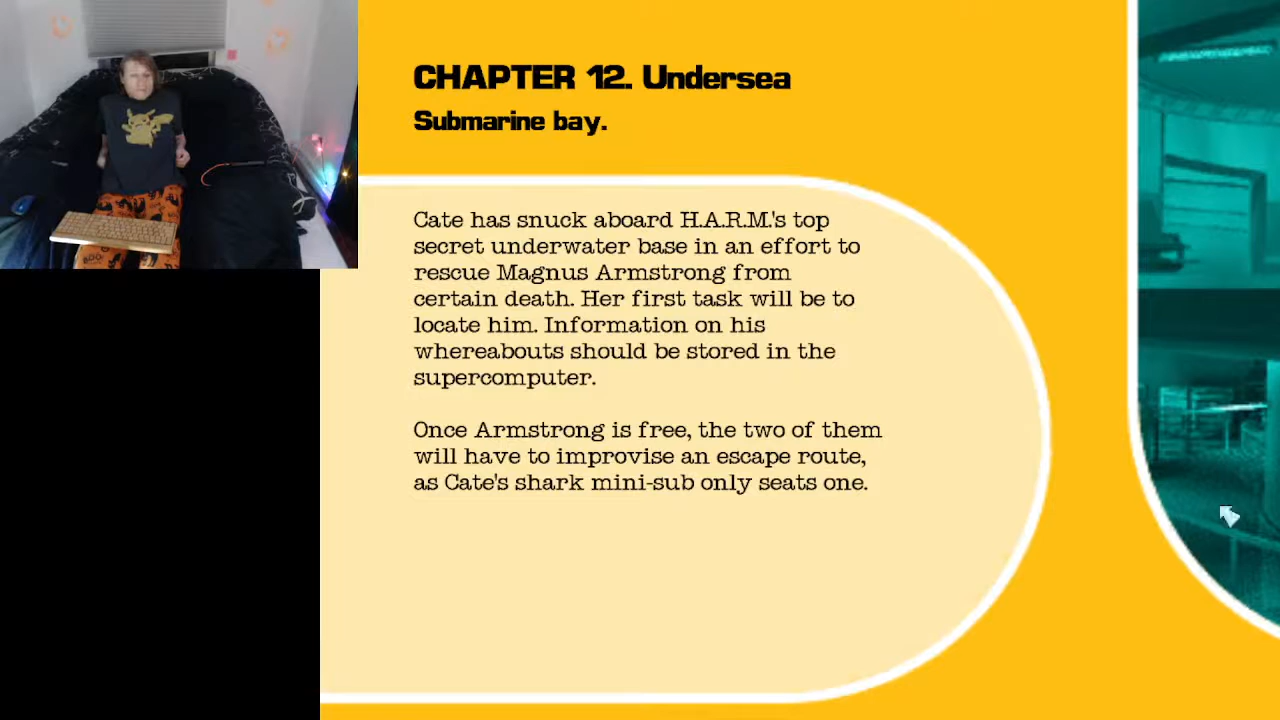 CHAPTER 12. Undersea
Submarine bay.
Cate has snuck aboard H.A.R.M.'s top
secret underwater base in an effort to
rescue Magnus Armstrong from
certain death. Her first task will be to
locate him. Information on his
whereabouts should be stored in the
supercomputer.
Once Armstrong is free, the two of them
will have to improvise an escape route,
as Cate's shark mini-sub only seats one.